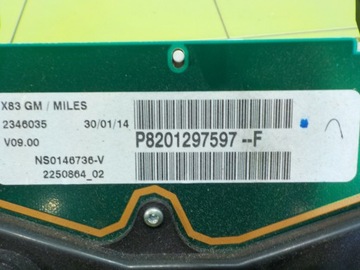 X83 GM / MILES
2346035 30/01/14
V09.00
P8201297597 --F
NS0146736-V
2250864_02